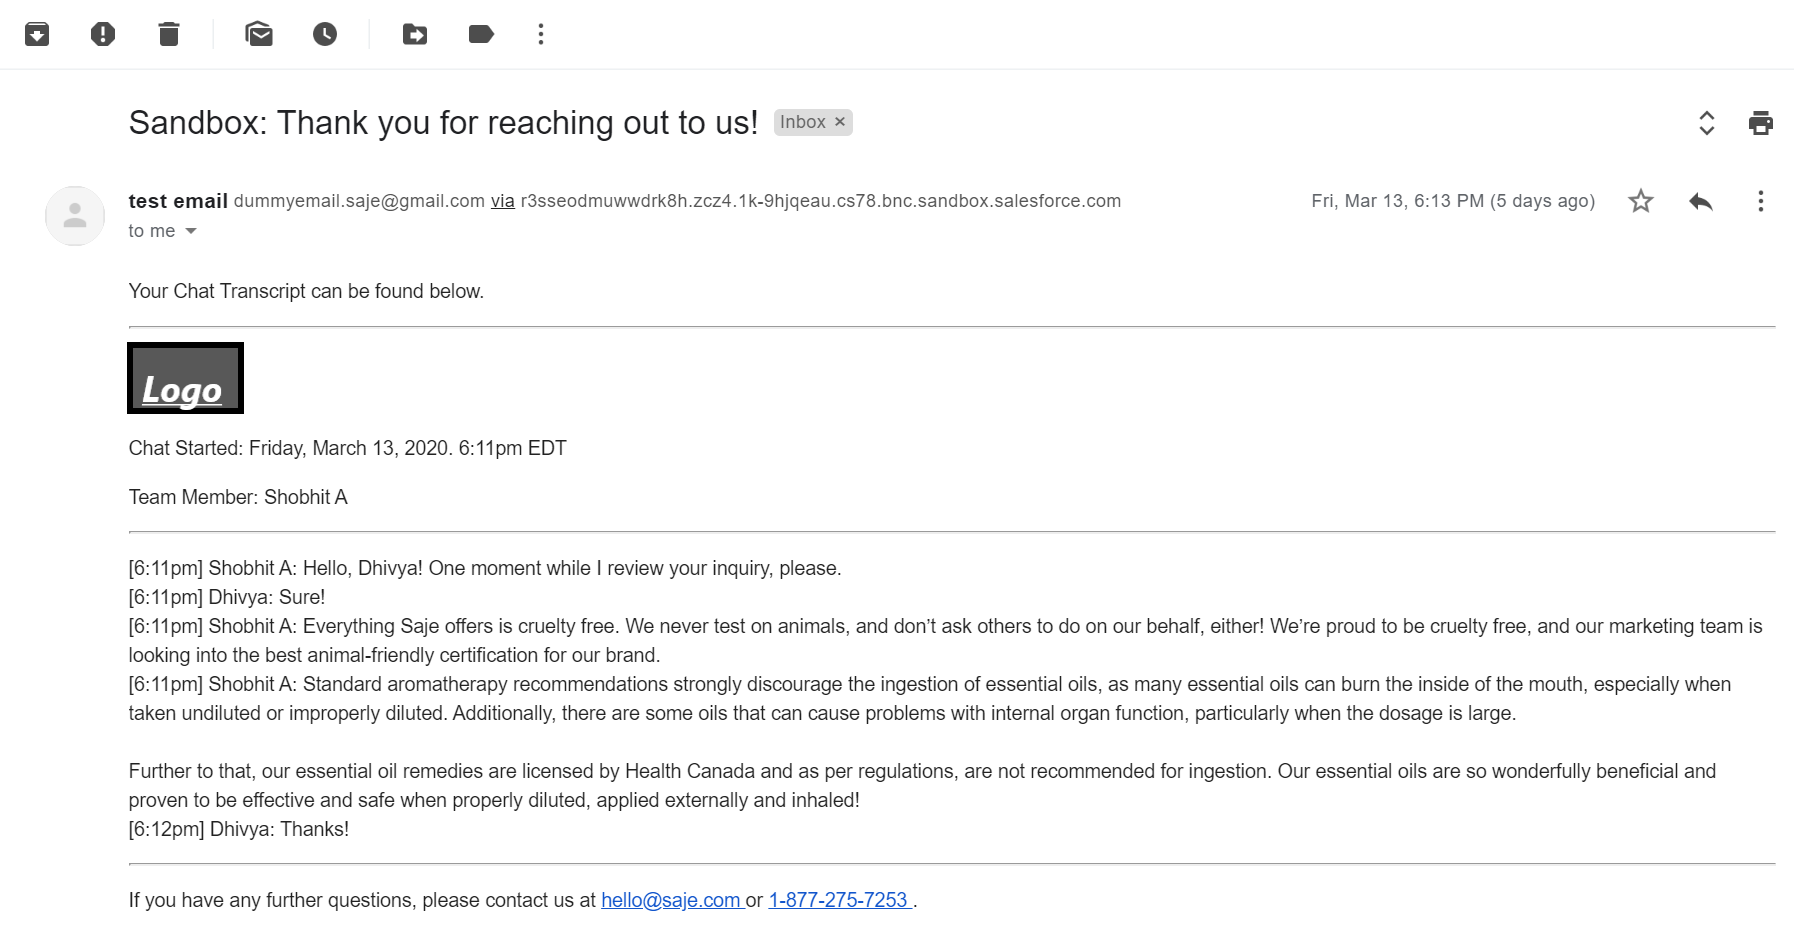 Sandbox: Thank you for reaching out to us! Inbox ×
test email dummyemail.saje@gmail.com via r3sseodmuwwdrk8h.zcz4.1k-9hjqeau.cs78.bnc.sandbox.salesforce.com Fri, Mar 13, 6:13 PM (5 days ago)
to me
Your Chat Transcript can be found below.
Logo
Chat Started: Friday, March 13, 2020. 6:11pm EDT
Team Member: Shobhit A
[6:11pm] Shobhit A: Hello, Dhivya! One moment while I review your inquiry, please.
[6:11pm] Dhivya: Sure!
[6:11pm] Shobhit A: Everything Saje offers is cruelty free. We never test on animals, and don’t ask others to do on our behalf, either! We’re proud to be cruelty free, and our marketing team is
looking into the best animal-friendly certification for our brand.
[6:11pm] Shobhit A: Standard aromatherapy recommendations strongly discourage the ingestion of essential oils, as many essential oils can burn the inside of the mouth, especially when
taken undiluted or improperly diluted. Additionally, there are some oils that can cause problems with internal organ function, particularly when the dosage is large.
Further to that, our essential oil remedies are licensed by Health Canada and as per regulations, are not recommended for ingestion. Our essential oils are so wonderfully beneficial and
proven to be effective and safe when properly diluted, applied externally and inhaled!
[6:12pm] Dhivya: Thanks!
If you have any further questions, please contact us at hello@saje.com or 1-877-275-7253 .